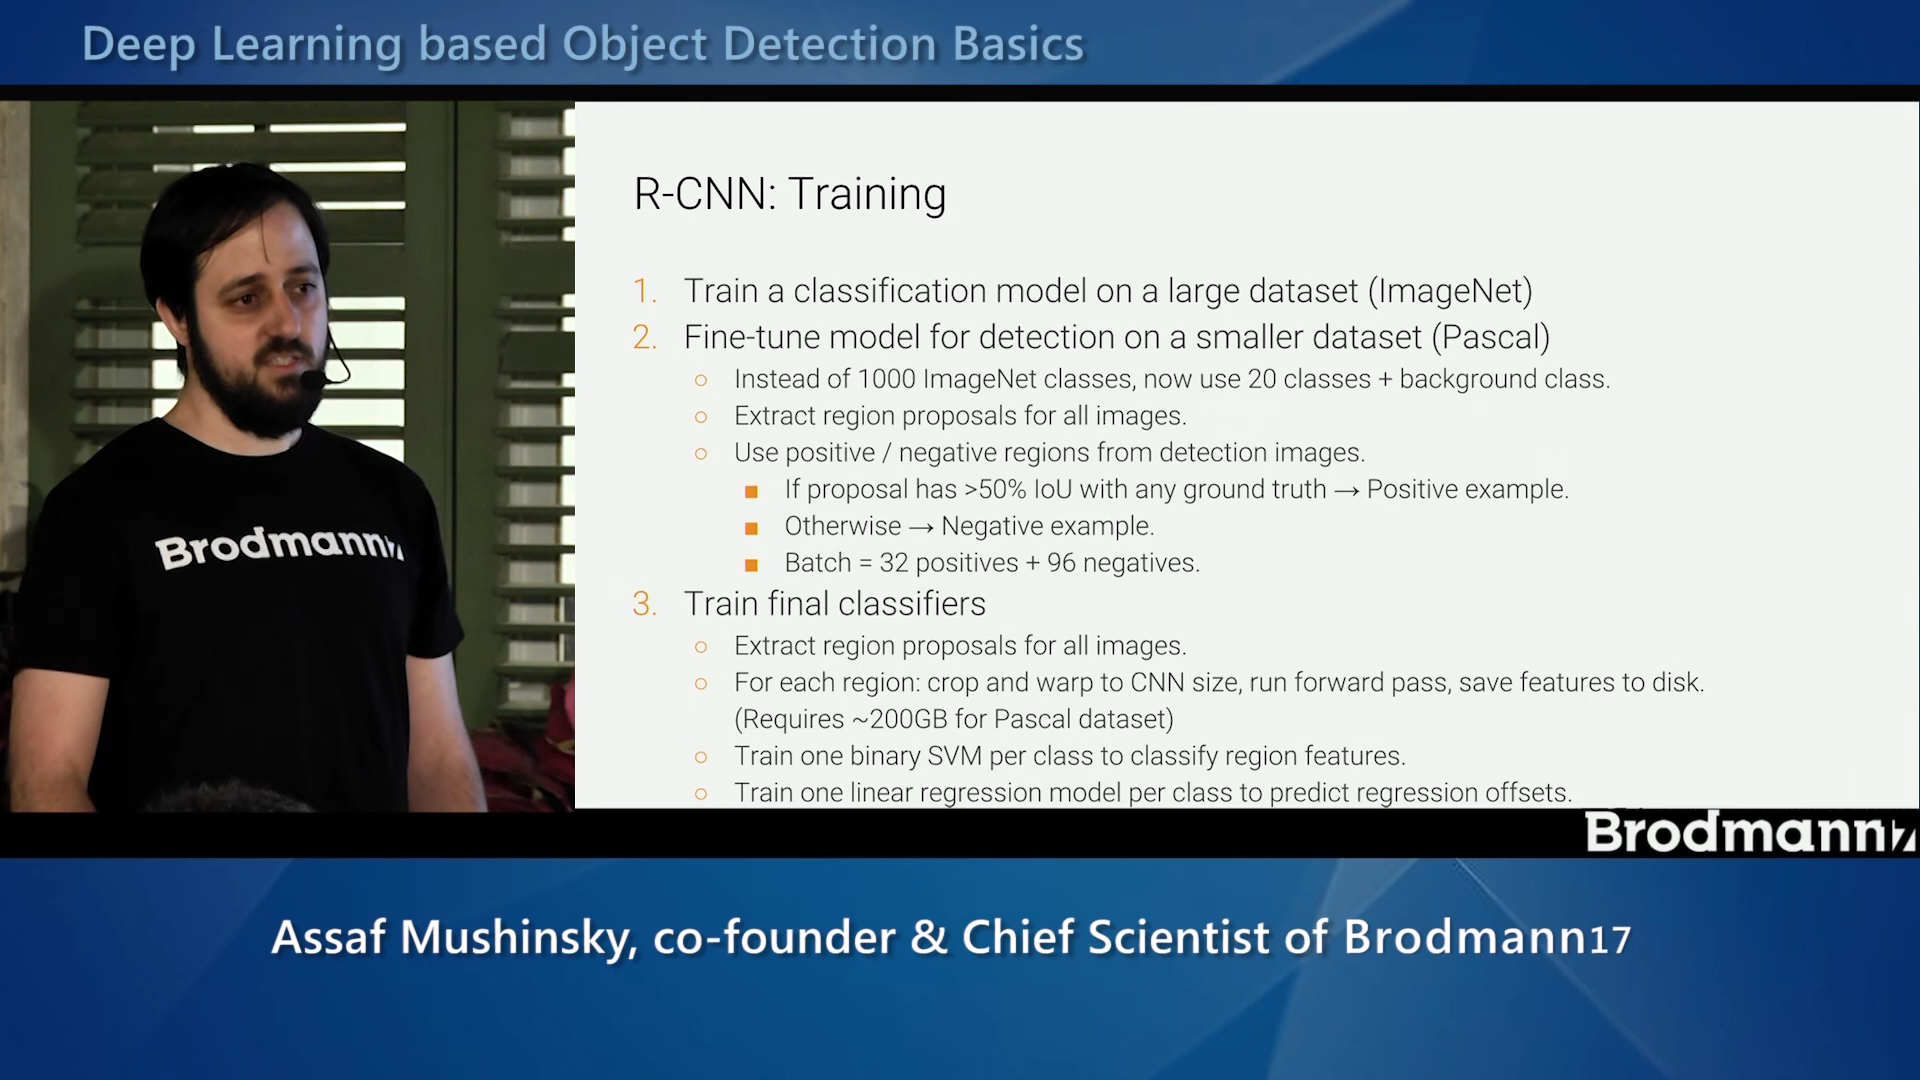 Deep Learning based Object Detection Basics
R-CNN: Training
1. Train a classification model on a large dataset (ImageNet)
2. Fine-tune model for detection on a smaller dataset (Pascal)
○ Instead of 1000 ImageNet classes, now use 20 classes + background class.
○ Extract region proposals for all images.
○ Use positive / negative regions from detection images.
■ If proposal has >50% IoU with any ground truth → Positive example.
■ Otherwise → Negative example.
■ Batch = 32 positives + 96 negatives.
3. Train final classifiers
○ Extract region proposals for all images.
○ For each region: crop and warp to CNN size, run forward pass, save features to disk.
(Requires ~200GB for Pascal dataset)
○ Train one binary SVM per class to classify region features.
○ Train one linear regression model per class to predict regression offsets.
Brodmann17
Brodmann17
Assaf Mushinsky, co-founder & Chief Scientist of Brodmann17